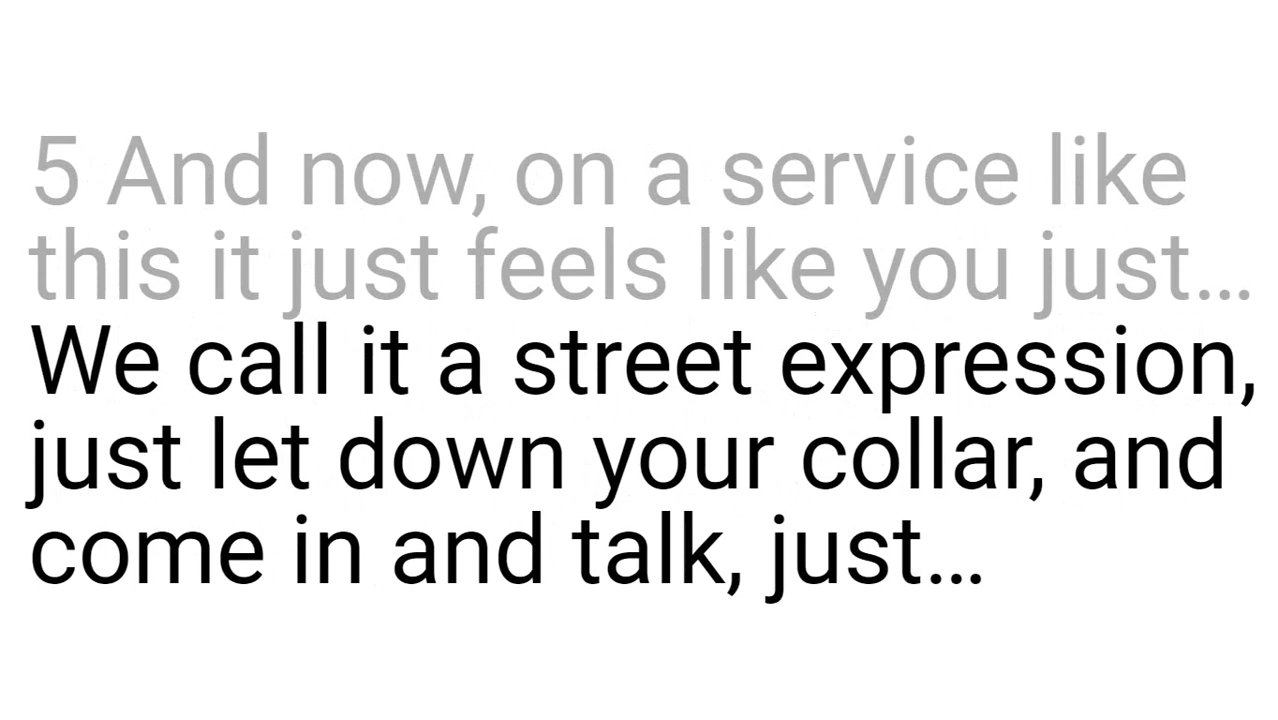 5 And now, on a service like
this it just feels like you just…
We call it a street expression,
just let down your collar, and
come in and talk, just…